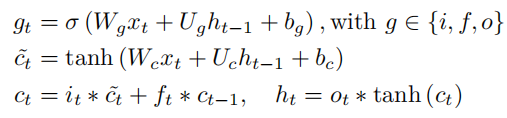 g_t = σ (W_g x_t + U_g h_{t−1} + b_g) , with g ∈ {i, f, o}
c̃_t = tanh (W_c x_t + U_c h_{t−1} + b_c)
c_t = i_t * c̃_t + f_t * c_{t−1}, h_t = o_t * tanh (c_t)